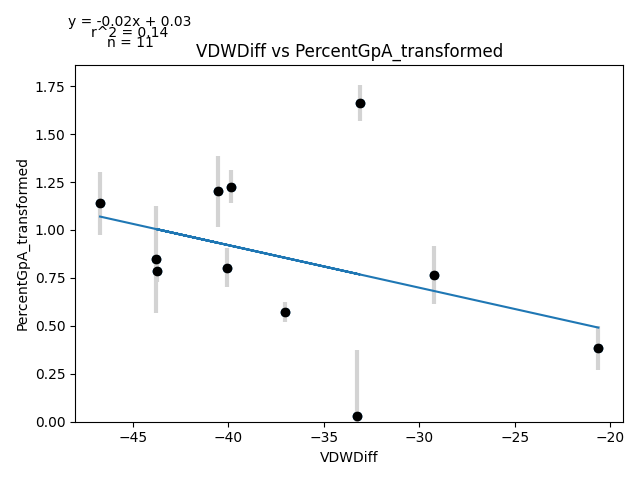 y = -0.02x + 0.03
r^2 = 0.14
n = 11
VDWDiff vs PercentGpA_transformed
PercentGpA_transformed
1.75
1.50
1.25
1.00
0.75
0.50
0.25
0.00
−45
−40
−35
−30
−25
−20
VDWDiff